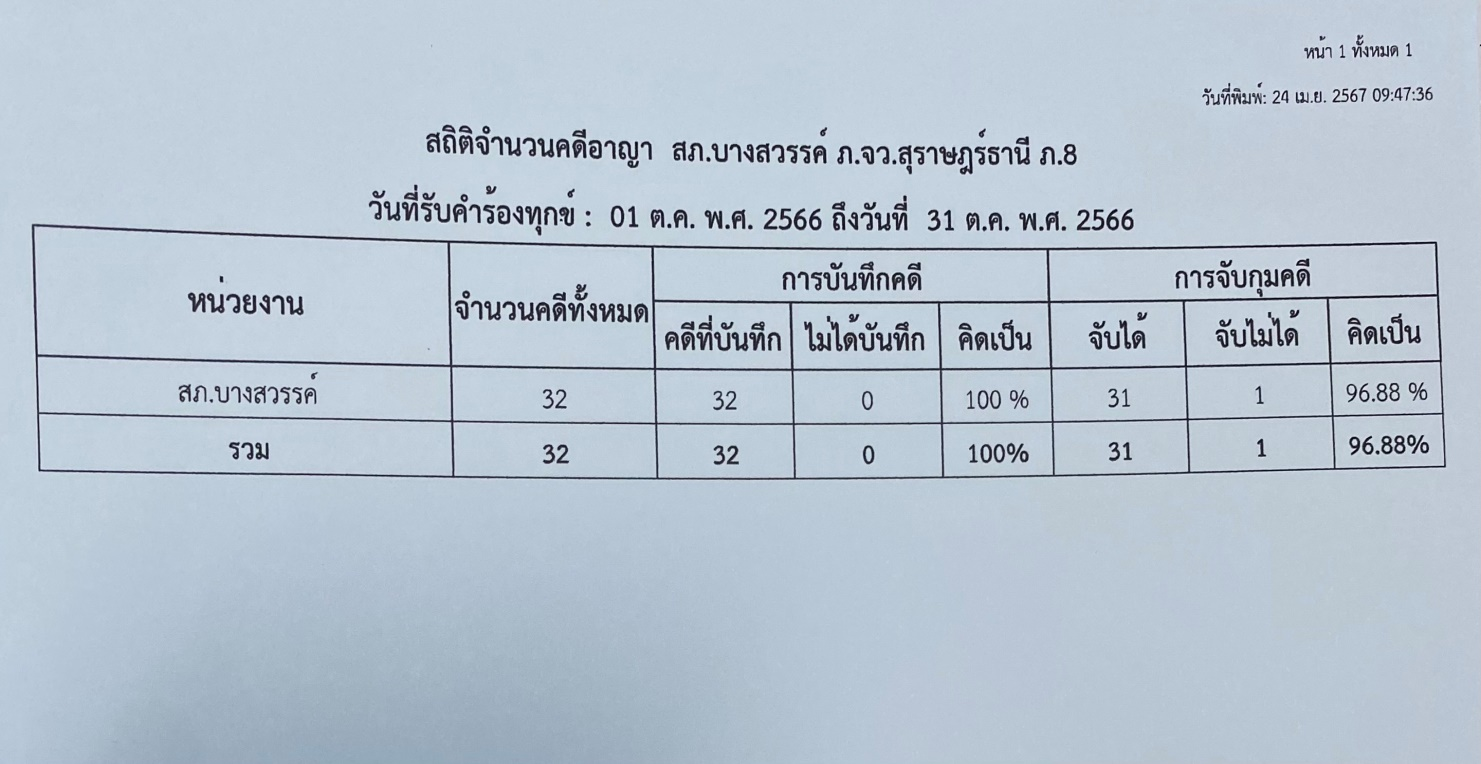 หน้า 1 ทั้งหมด 1
วันที่พิมพ์: 24 เม.ย. 2567 09:47:36
สถิติจำนวนคดีอาญา สภ.บางสวรรค์ ภ.จว.สุราษฎร์ธานี ภ.8
วันที่รับคำร้องทุกข์ : 01 ต.ค. พ.ศ. 2566 ถึงวันที่ 31 ต.ค. พ.ศ. 2566
หน่วยงาน จำนวนคดีทั้งหมด การบันทึกคดี การจับกุมคดี
คดีที่บันทึก ไม่ได้บันทึก คิดเป็น จับได้ จับไม่ได้ คิดเป็น
สภ.บางสวรรค์ 32 32 0 100 % 31 1 96.88 %
รวม 32 32 0 100% 31 1 96.88%